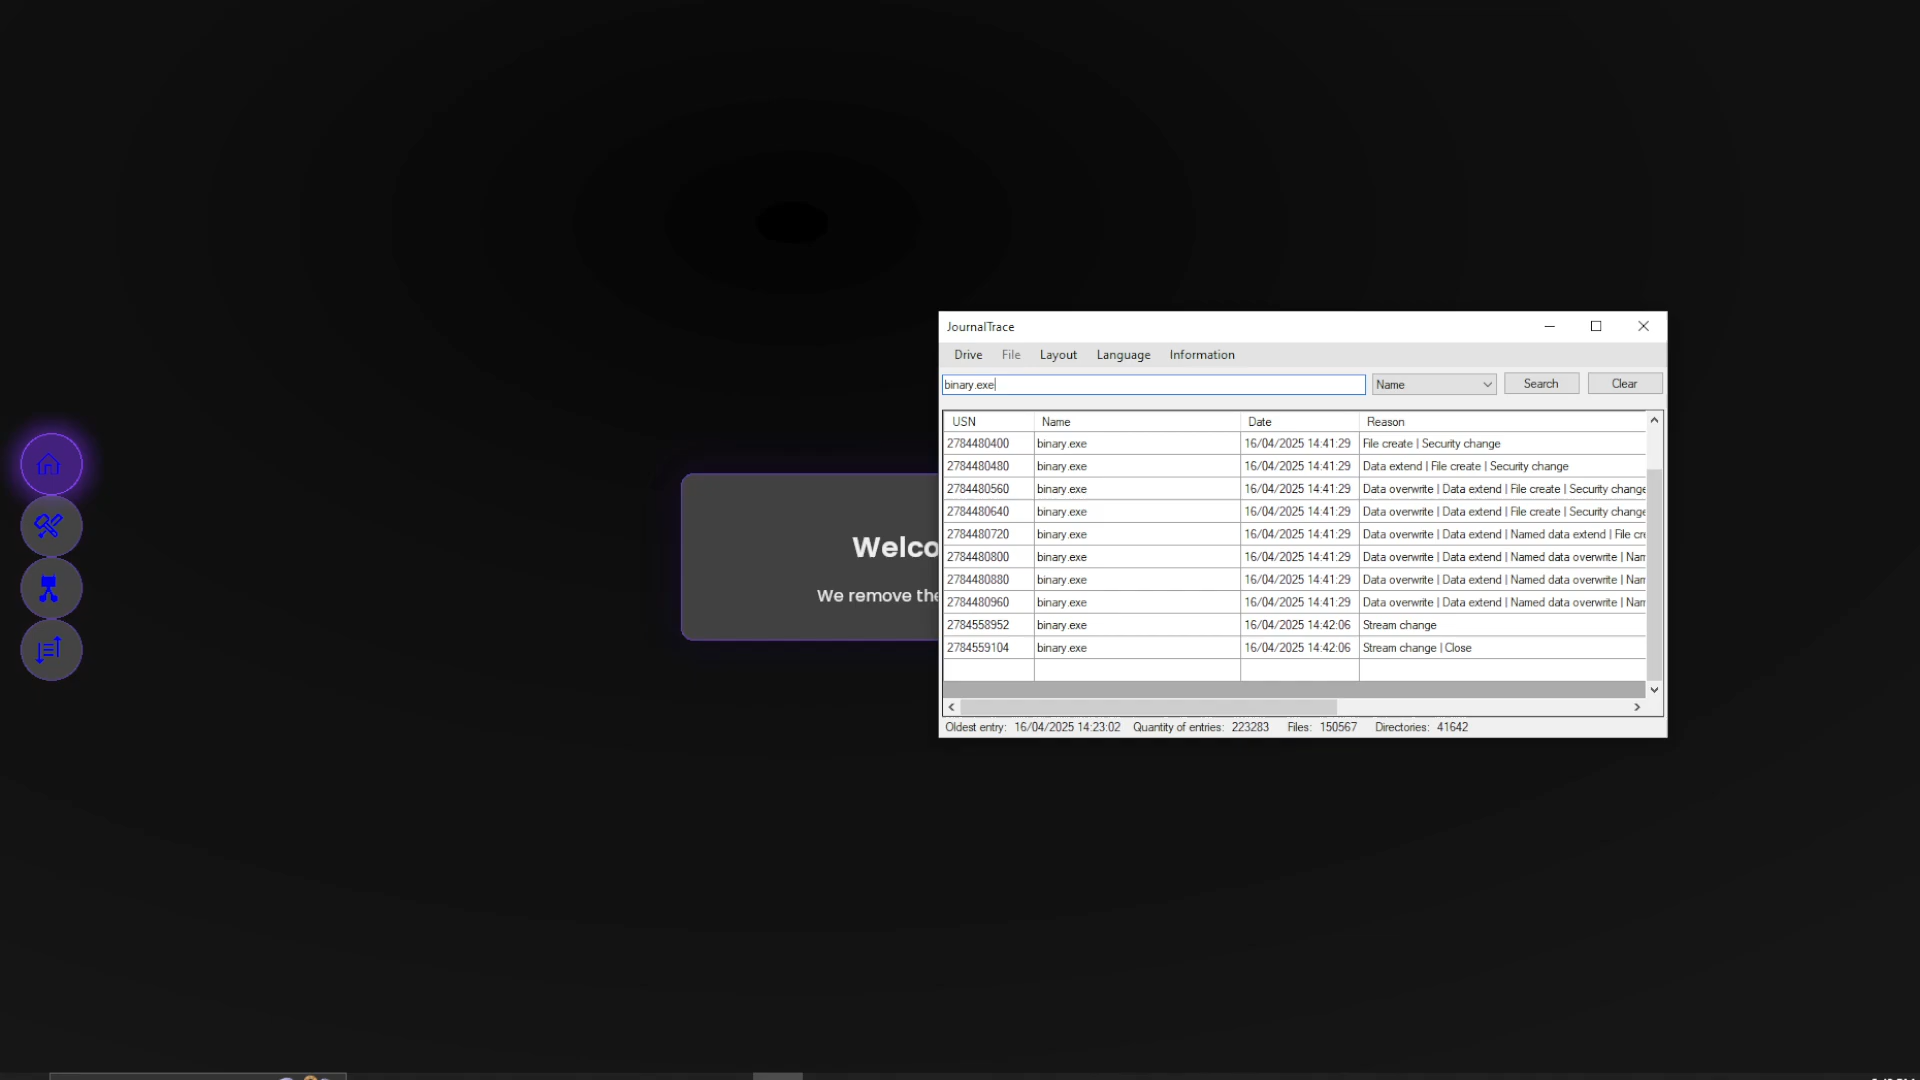 JournalTrace
Drive File Layout Language Information
binary.exe Name Search Clear
USN Name Date Reason
2784480400 binary.exe 16/04/2025 14:41:29 File create | Security change
2784480480 binary.exe 16/04/2025 14:41:29 Data extend | File create | Security change
2784480560 binary.exe 16/04/2025 14:41:29 Data overwrite | Data extend | File create | Security change
2784480640 binary.exe 16/04/2025 14:41:29 Data overwrite | Data extend | File create | Security change
2784480720 binary.exe 16/04/2025 14:41:29 Data overwrite | Data extend | Named data extend | File cre
2784480800 binary.exe 16/04/2025 14:41:29 Data overwrite | Data extend | Named data overwrite | Nam
2784480880 binary.exe 16/04/2025 14:41:29 Data overwrite | Data extend | Named data overwrite | Nam
2784480960 binary.exe 16/04/2025 14:41:29 Data overwrite | Data extend | Named data overwrite | Nam
2784558952 binary.exe 16/04/2025 14:42:06 Stream change
2784559104 binary.exe 16/04/2025 14:42:06 Stream change | Close
Oldest entry: 16/04/2025 14:23:02 Quantity of entries: 223283 Files: 150567 Directories: 41642
Welco
We remove the